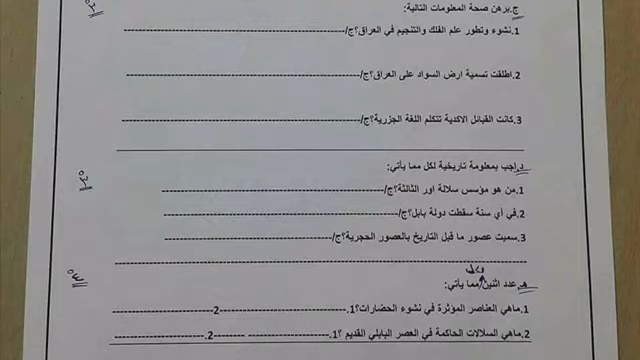 ج.برهن صحة المعلومات التالية:
1.نشوء وتطور علم الفلك والتنجيم في العراق؟ج/--------------------------------
2.اطلقت تسمية ارض السواد على العراق؟ج/--------------------------------
3.كانت القبائل الاكدية تتكلم اللغة الجزرية؟ج/--------------------------------
د.اجب بمعلومة تاريخية لكل مما يأتي:
1.من هو مؤسس سلالة اور الثالثة؟ج/--------------------------------
2.في أي سنة سقطت دولة بابل؟ج/--------------------------------
3.سميت عصور ما قبل التاريخ بالعصور الحجرية؟ج/--------------------------------
هـ.عدد اثنين مما يأتي:
1.ماهي العناصر المؤثرة في نشوء الحضارات؟1.----------------2----------------
2.ماهي السلالات الحاكمة في العصر البابلي القديم ؟1.----------------2.----------------